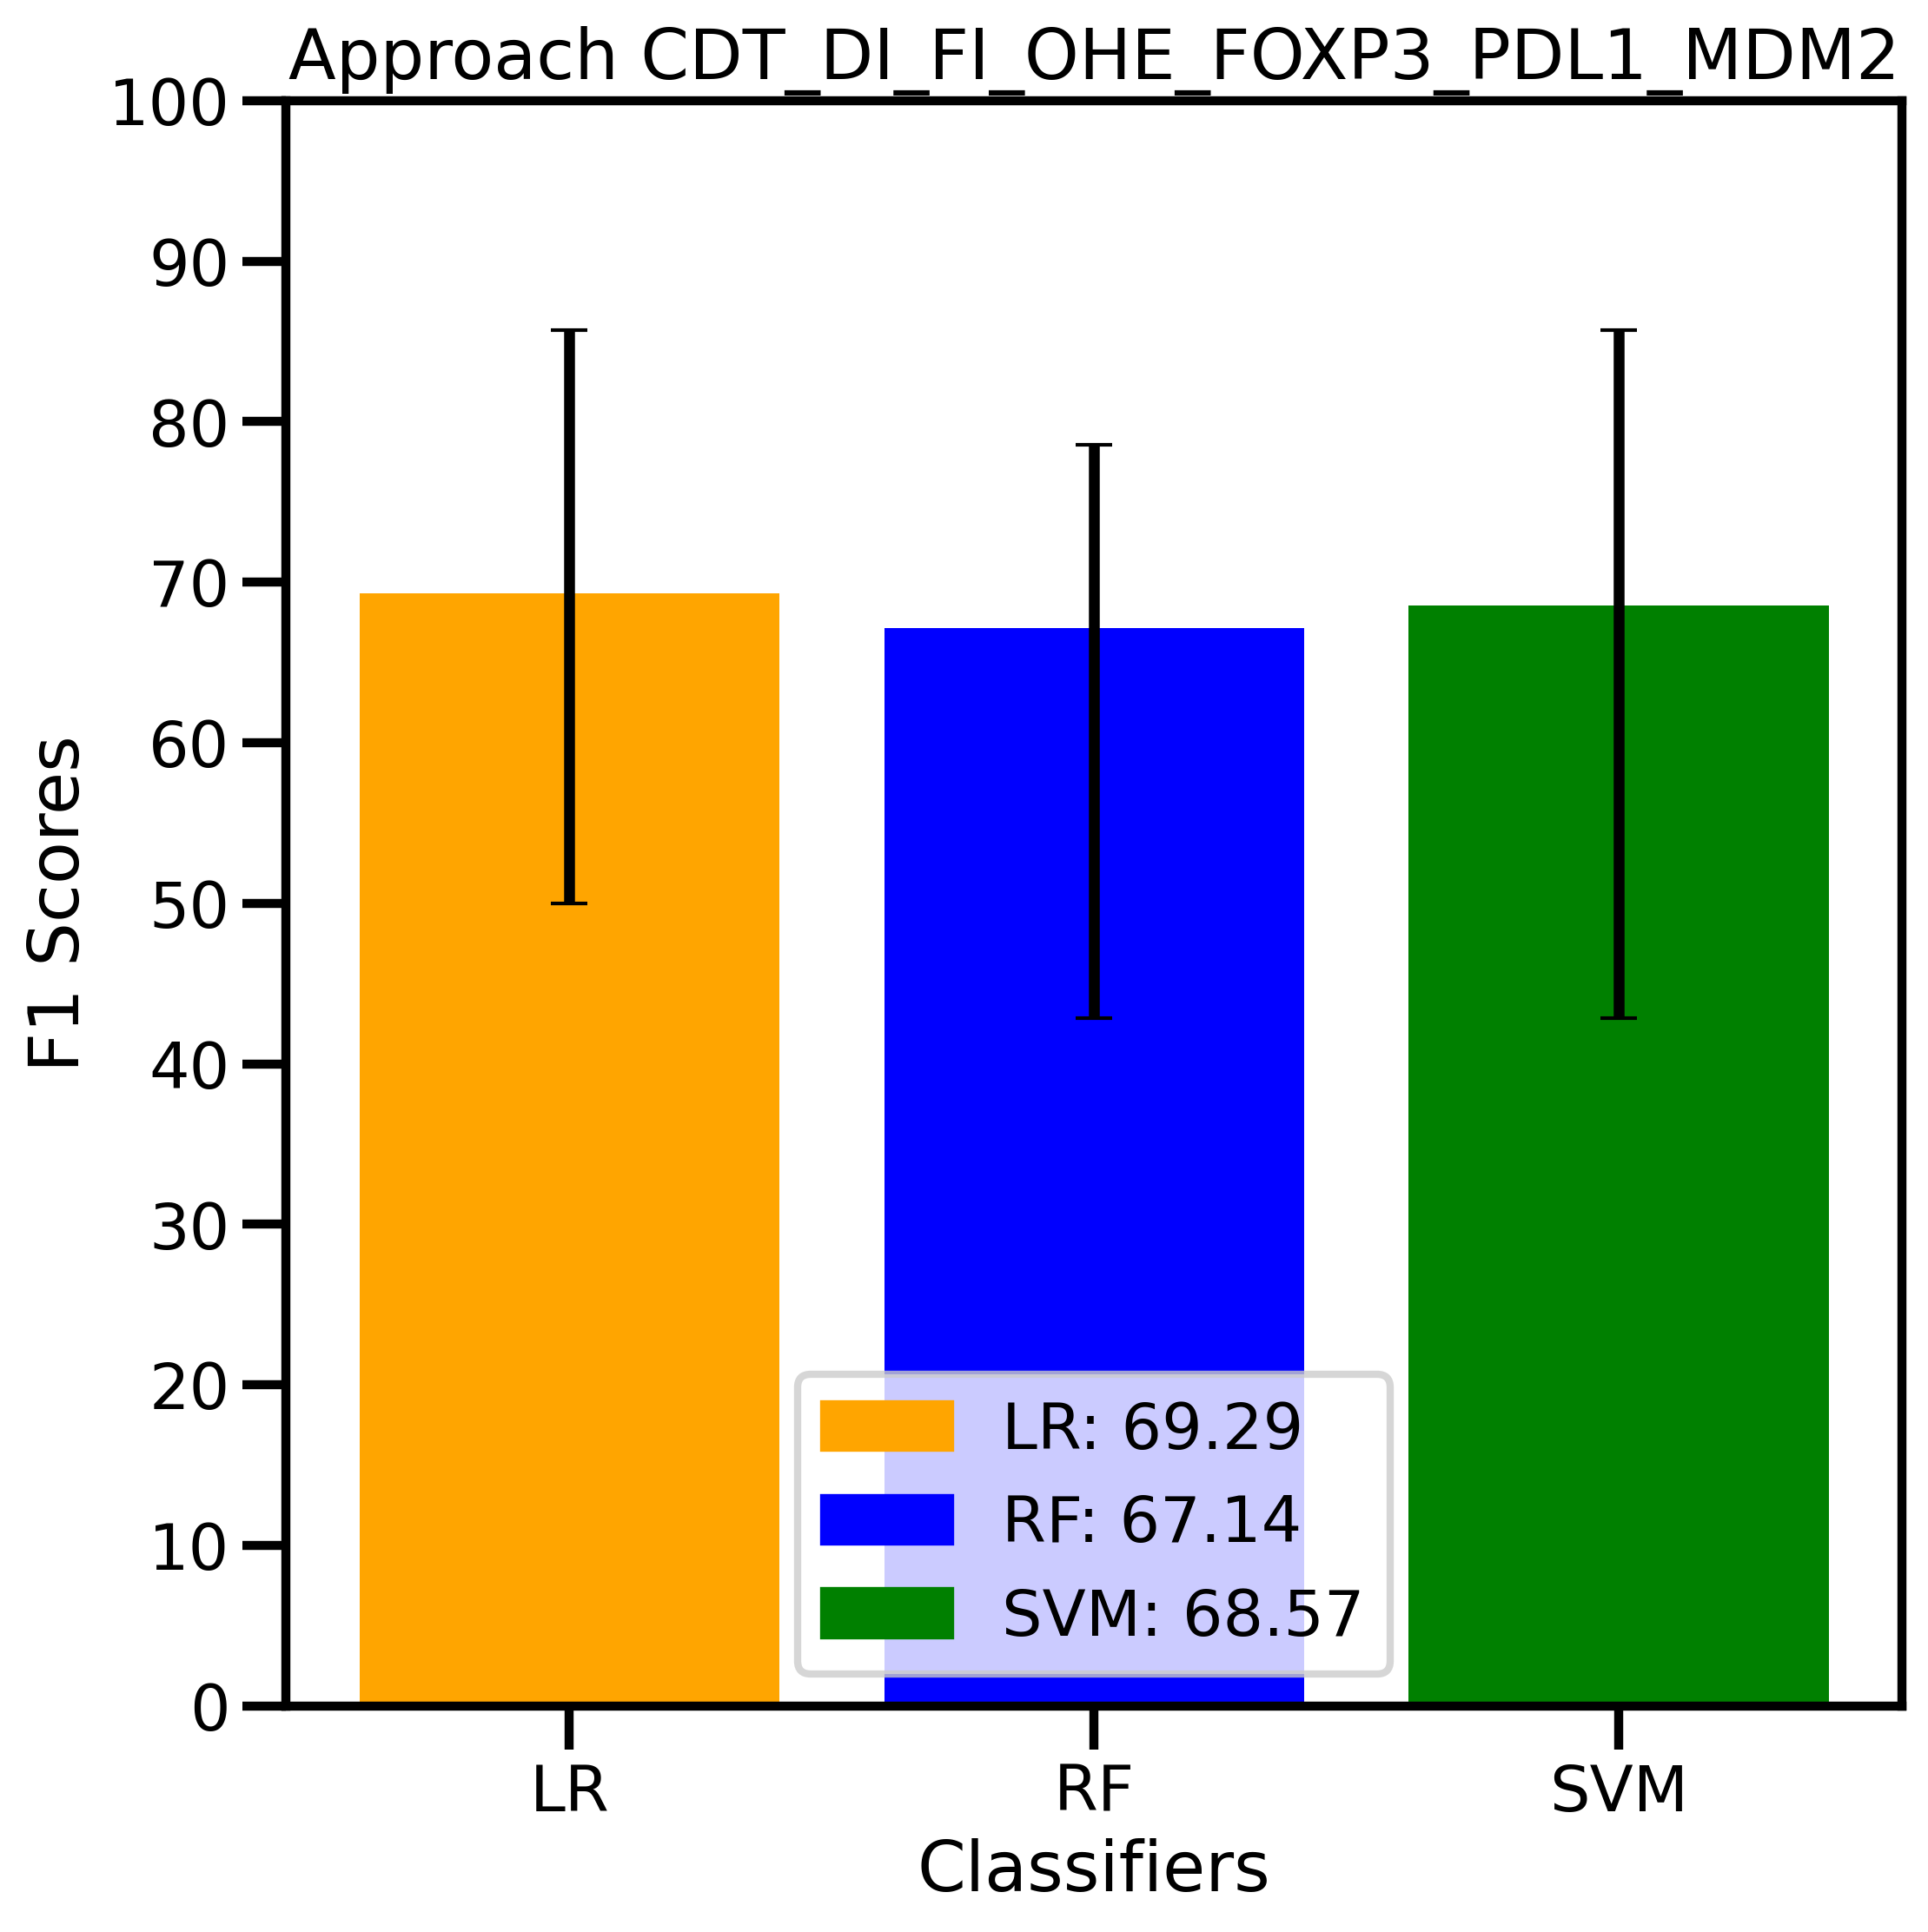 Approach CDT_DI_FI_OHE_FOXP3_PDL1_MDM2
100
90
80
70
60
50
40
30
20
10
0
F1 Scores
LR: 69.29
RF: 67.14
SVM: 68.57
LR RF SVM
Classifiers